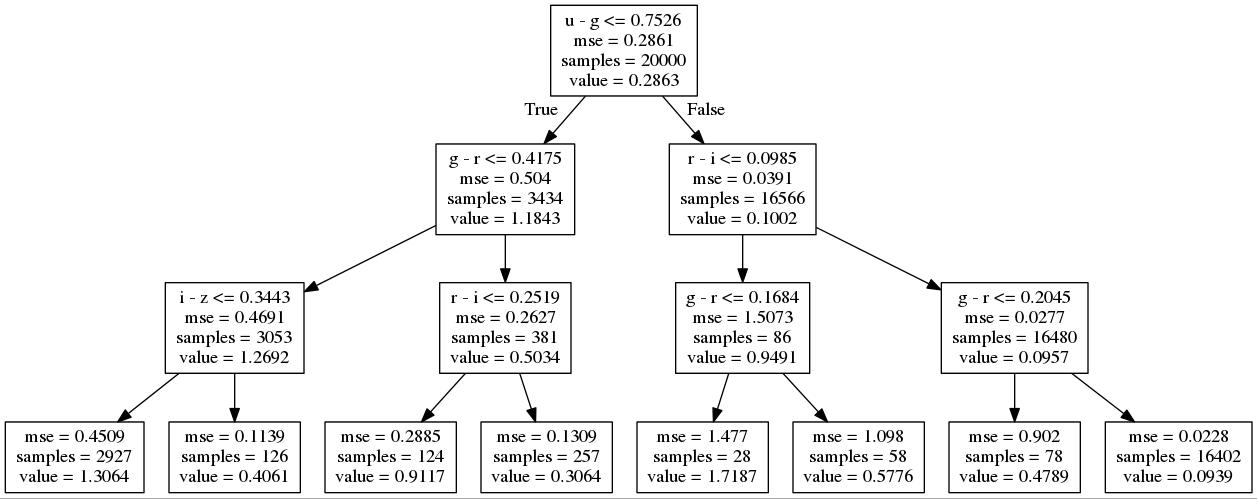 u - g <= 0.7526
mse = 0.2861
samples = 20000
value = 0.2863
True
False
g - r <= 0.4175
mse = 0.504
samples = 3434
value = 1.1843
r - i <= 0.0985
mse = 0.0391
samples = 16566
value = 0.1002
i - z <= 0.3443
mse = 0.4691
samples = 3053
value = 1.2692
r - i <= 0.2519
mse = 0.2627
samples = 381
value = 0.5034
g - r <= 0.1684
mse = 1.5073
samples = 86
value = 0.9491
g - r <= 0.2045
mse = 0.0277
samples = 16480
value = 0.0957
mse = 0.4509
samples = 2927
value = 1.3064
mse = 0.1139
samples = 126
value = 0.4061
mse = 0.2885
samples = 124
value = 0.9117
mse = 0.1309
samples = 257
value = 0.3064
mse = 1.477
samples = 28
value = 1.7187
mse = 1.098
samples = 58
value = 0.5776
mse = 0.902
samples = 78
value = 0.4789
mse = 0.0228
samples = 16402
value = 0.0939